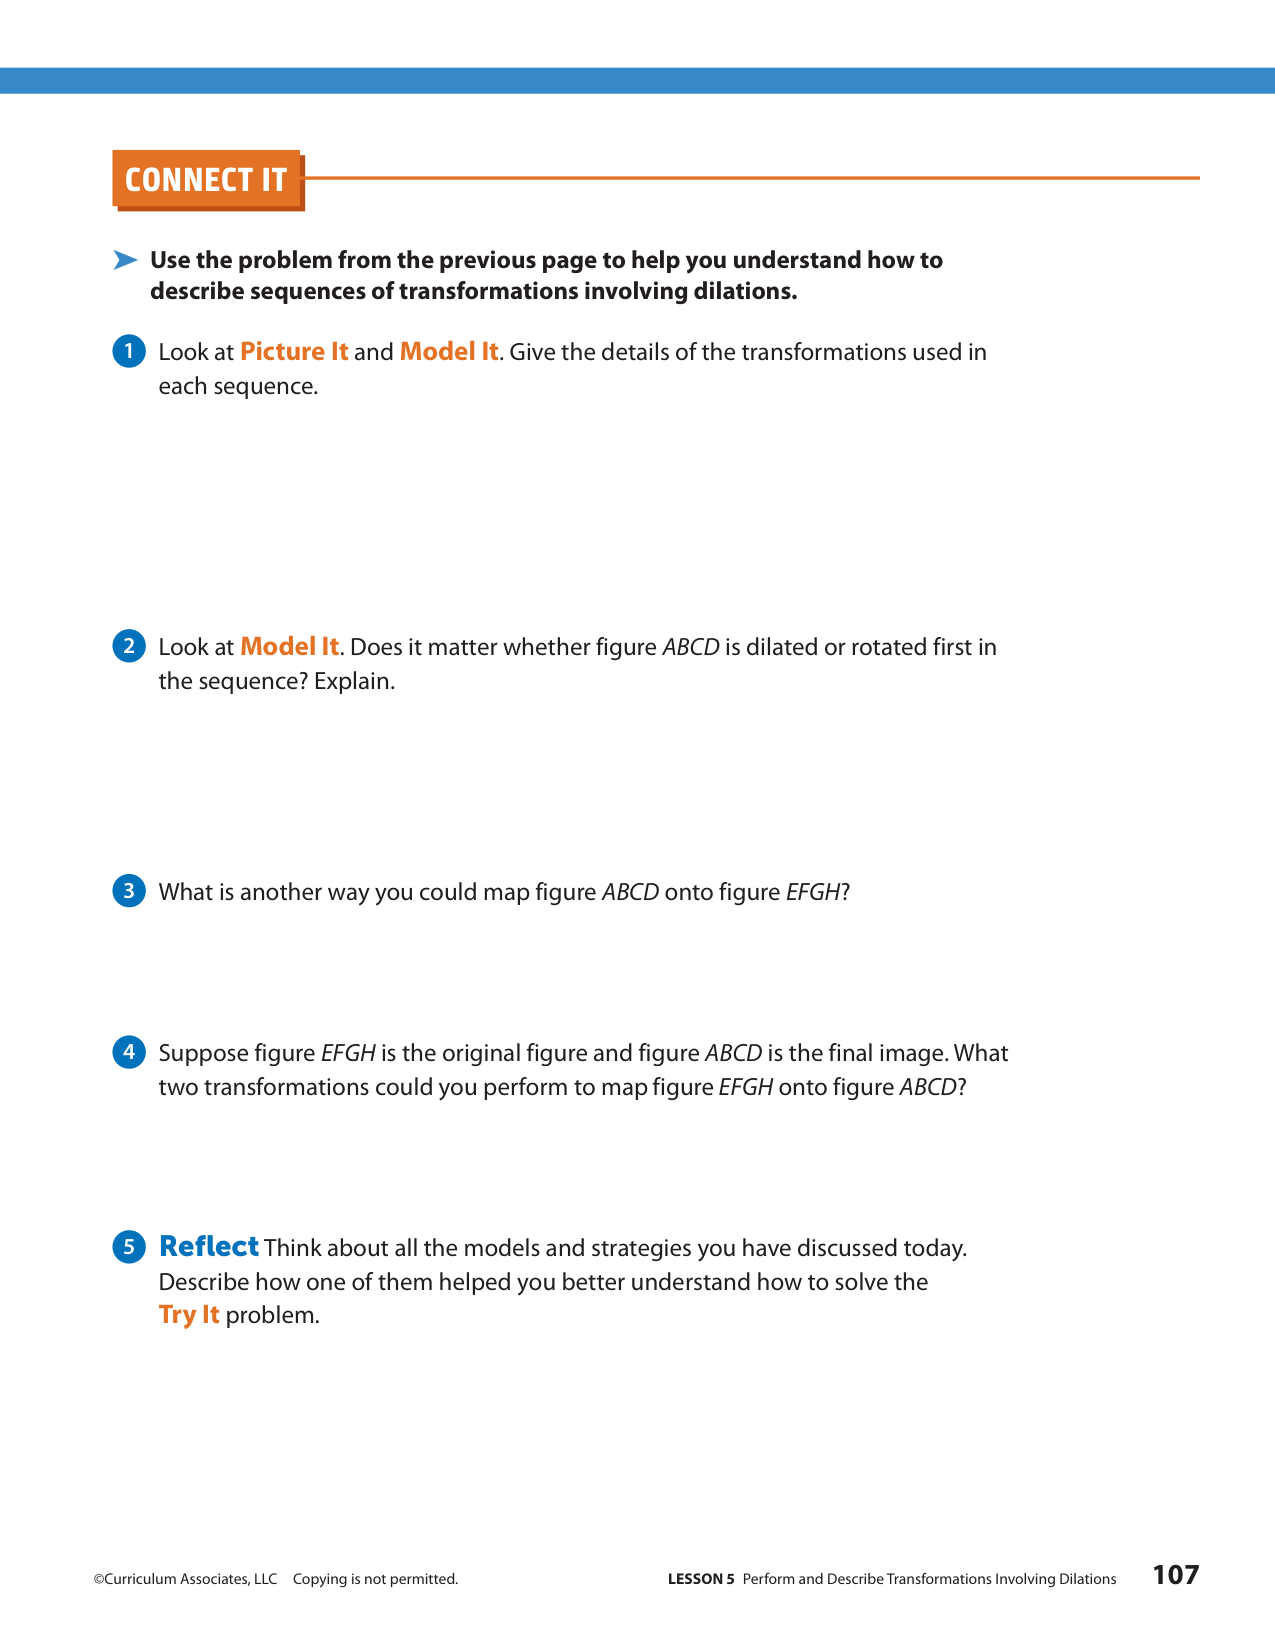 CONNECT IT
Use the problem from the previous page to help you understand how to
describe sequences of transformations involving dilations.
1 Look at Picture It and Model It. Give the details of the transformations used in
each sequence.
2 Look at Model It. Does it matter whether figure ABCD is dilated or rotated first in
the sequence? Explain.
3 What is another way you could map figure ABCD onto figure EFGH?
4 Suppose figure EFGH is the original figure and figure ABCD is the final image. What
two transformations could you perform to map figure EFGH onto figure ABCD?
5 Reflect Think about all the models and strategies you have discussed today.
Describe how one of them helped you better understand how to solve the
Try It problem.
©Curriculum Associates, LLC Copying is not permitted. LESSON 5 Perform and Describe Transformations Involving Dilations 107